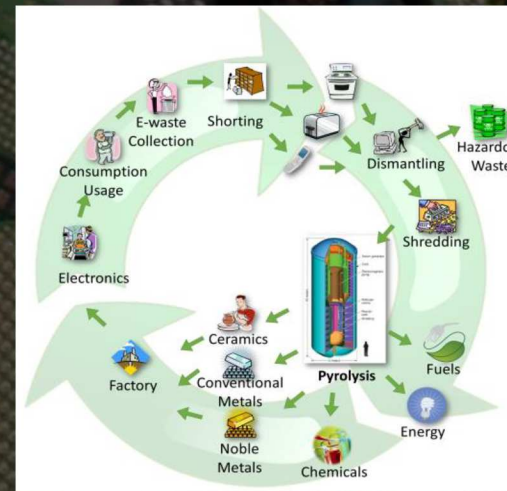 E-waste
Collection
Shorting
Consumption
Usage
Dismantling
Hazardo
Waste
Shredding
Electronics
Ceramics
Factory
Conventional
Metals
Pyrolysis
Fuels
Noble
Metals
Chemicals
Energy